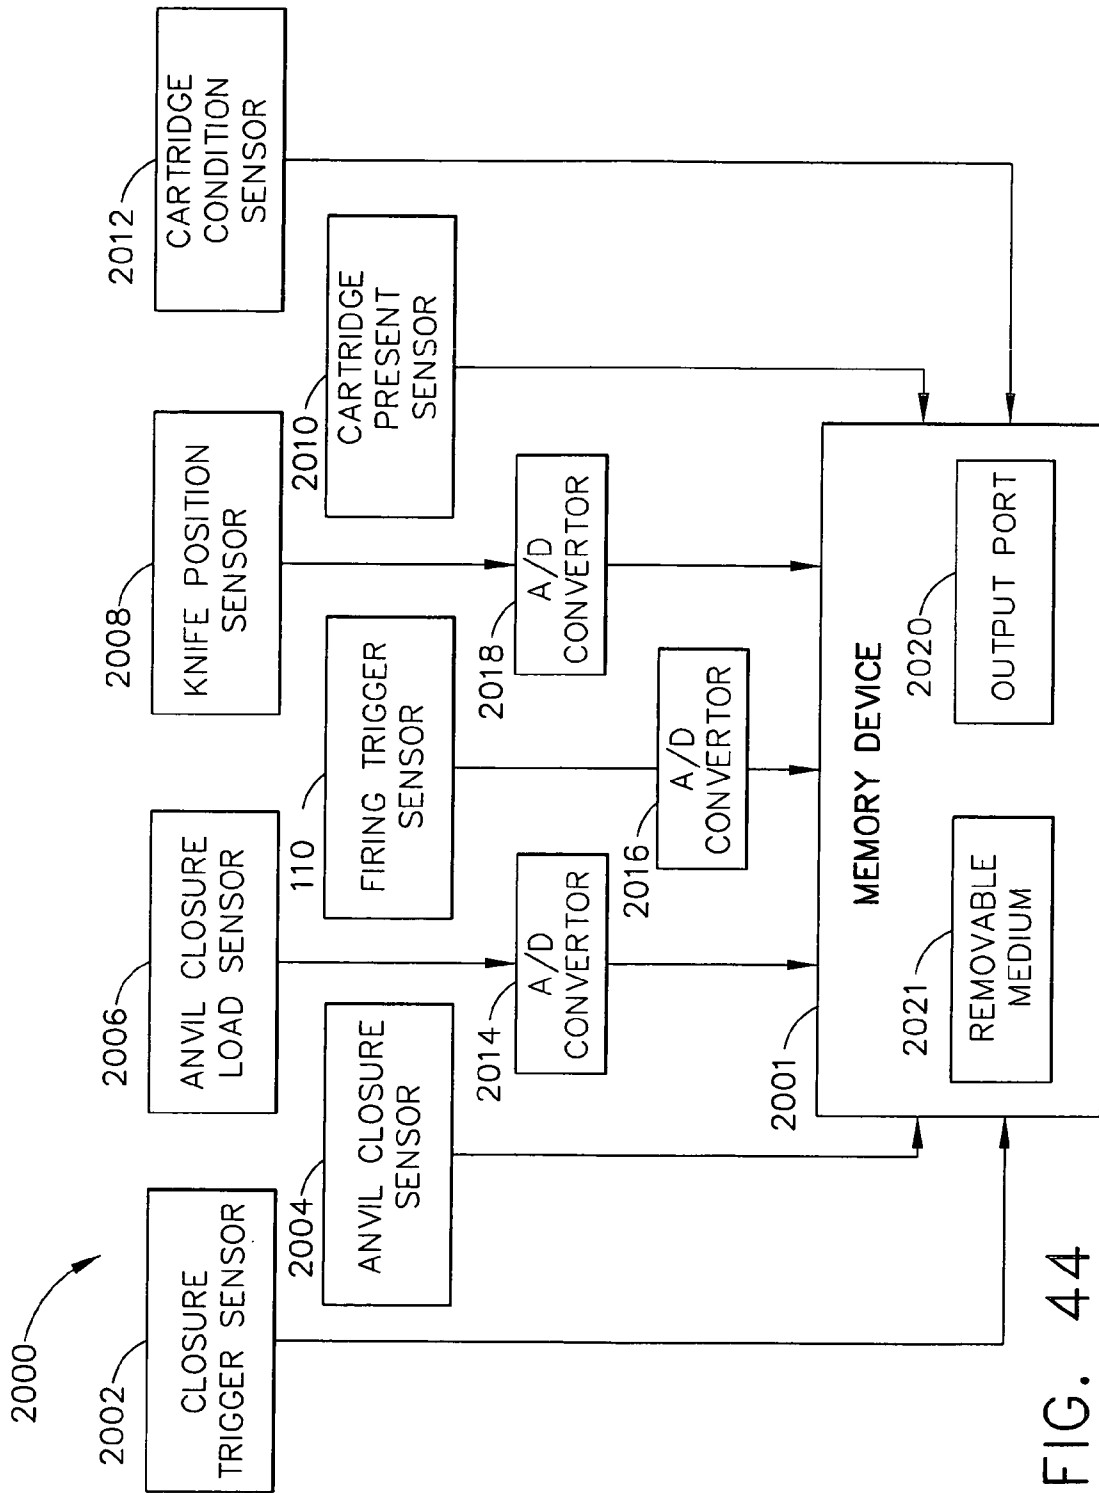 2000
2002
CLOSURE
TRIGGER SENSOR
2004
ANVIL CLOSURE
SENSOR
2006
ANVIL CLOSURE
LOAD SENSOR
110
FIRING TRIGGER
SENSOR
2008
KNIFE POSITION
SENSOR
2010
CARTRIDGE
PRESENT
SENSOR
2012
CARTRIDGE
CONDITION
SENSOR
2014
A/D
CONVERTOR
2016
A/D
CONVERTOR
2018
A/D
CONVERTOR
2001
MEMORY DEVICE
2021
REMOVABLE
MEDIUM
2020
OUTPUT PORT
FIG. 44